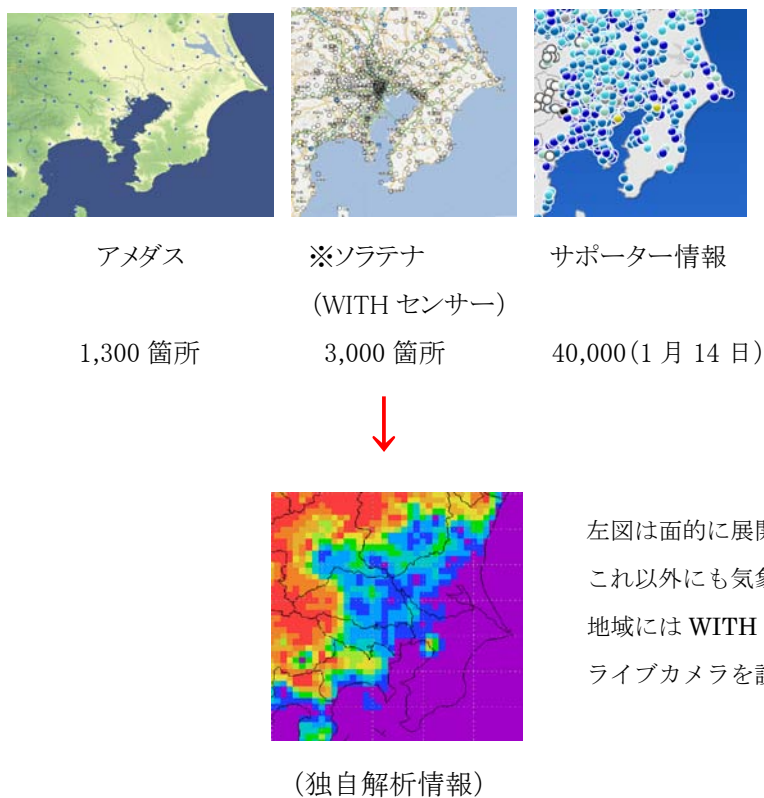 アメダス
※ソラテナ
サポーター情報
(WITH センサー)
1,300 箇所
3,000 箇所
40,000(1 月 14 日)
左図は面的に展開
これ以外にも気象
地域には WITH
ライブカメラを設
(独自解析情報)